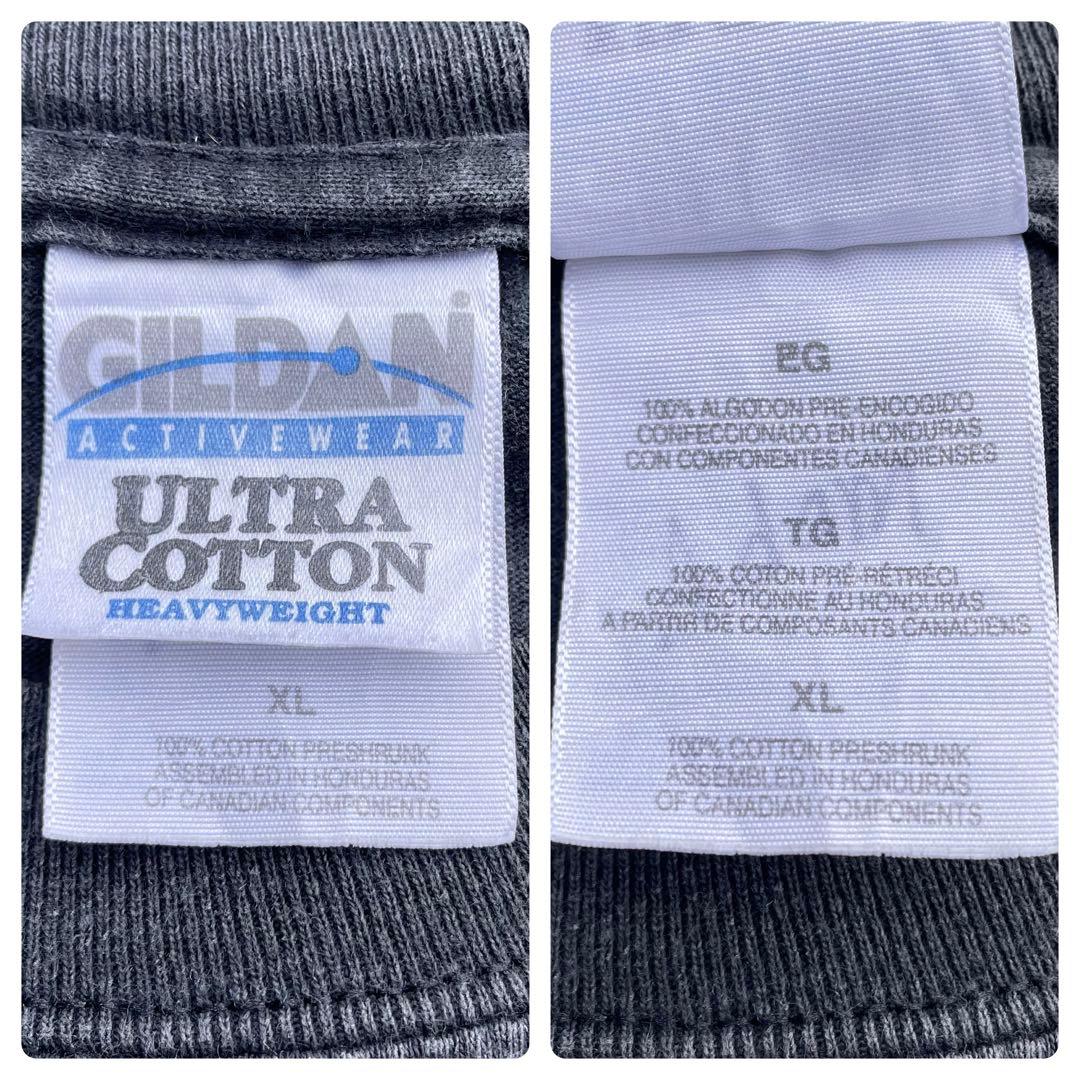 GILDAN
ACTIVEWEAR
ULTRA
COTTON
HEAVYWEIGHT
XL
100% COTTON PRESHRUNK
ASSEMBLED IN HONDURAS
OF CANADIAN COMPONENTS
EG
100% ALGODON PRE-ENCOGIDO
CONFECCIONADO EN HONDURAS
CON COMPONENTES CANADIENSES
TG
100% COTON PRÉ-RÉTRÉCI
CONFECTIONNE AU HONDURAS
A PARTIR DE COMPOSANTS CANADIENS
XL
100% COTTON PRESHRUNK
ASSEMBLED IN HONDURAS
OF CANADIAN COMPONENTS